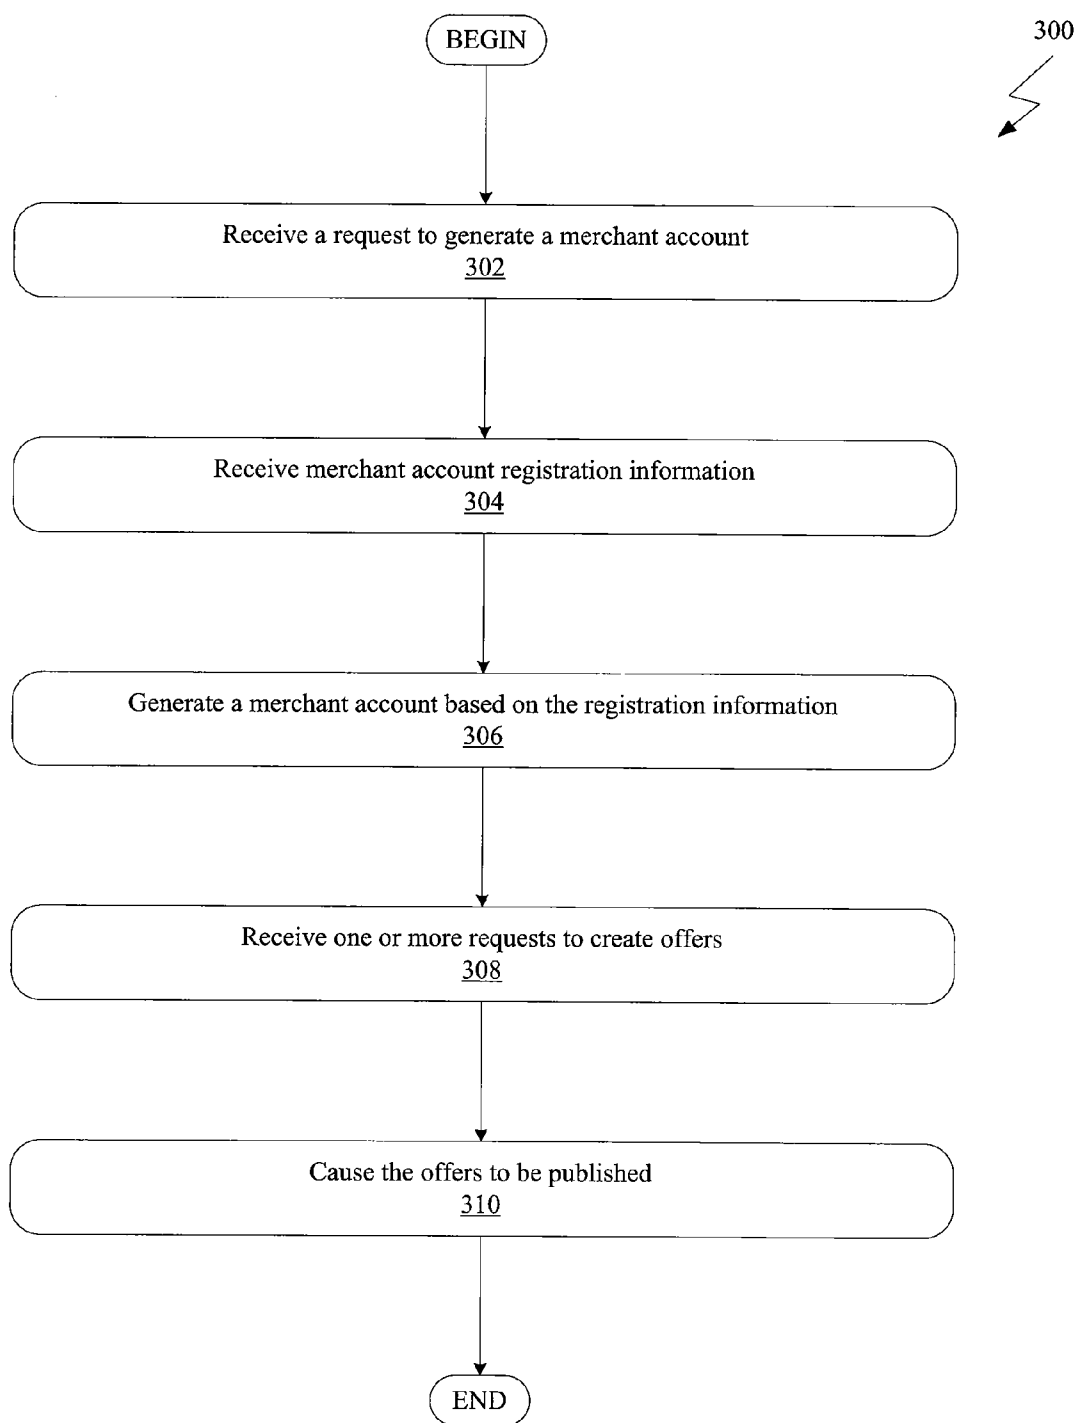 BEGIN
300
Receive a request to generate a merchant account
302
Receive merchant account registration information
304
Generate a merchant account based on the registration information
306
Receive one or more requests to create offers
308
Cause the offers to be published
310
END